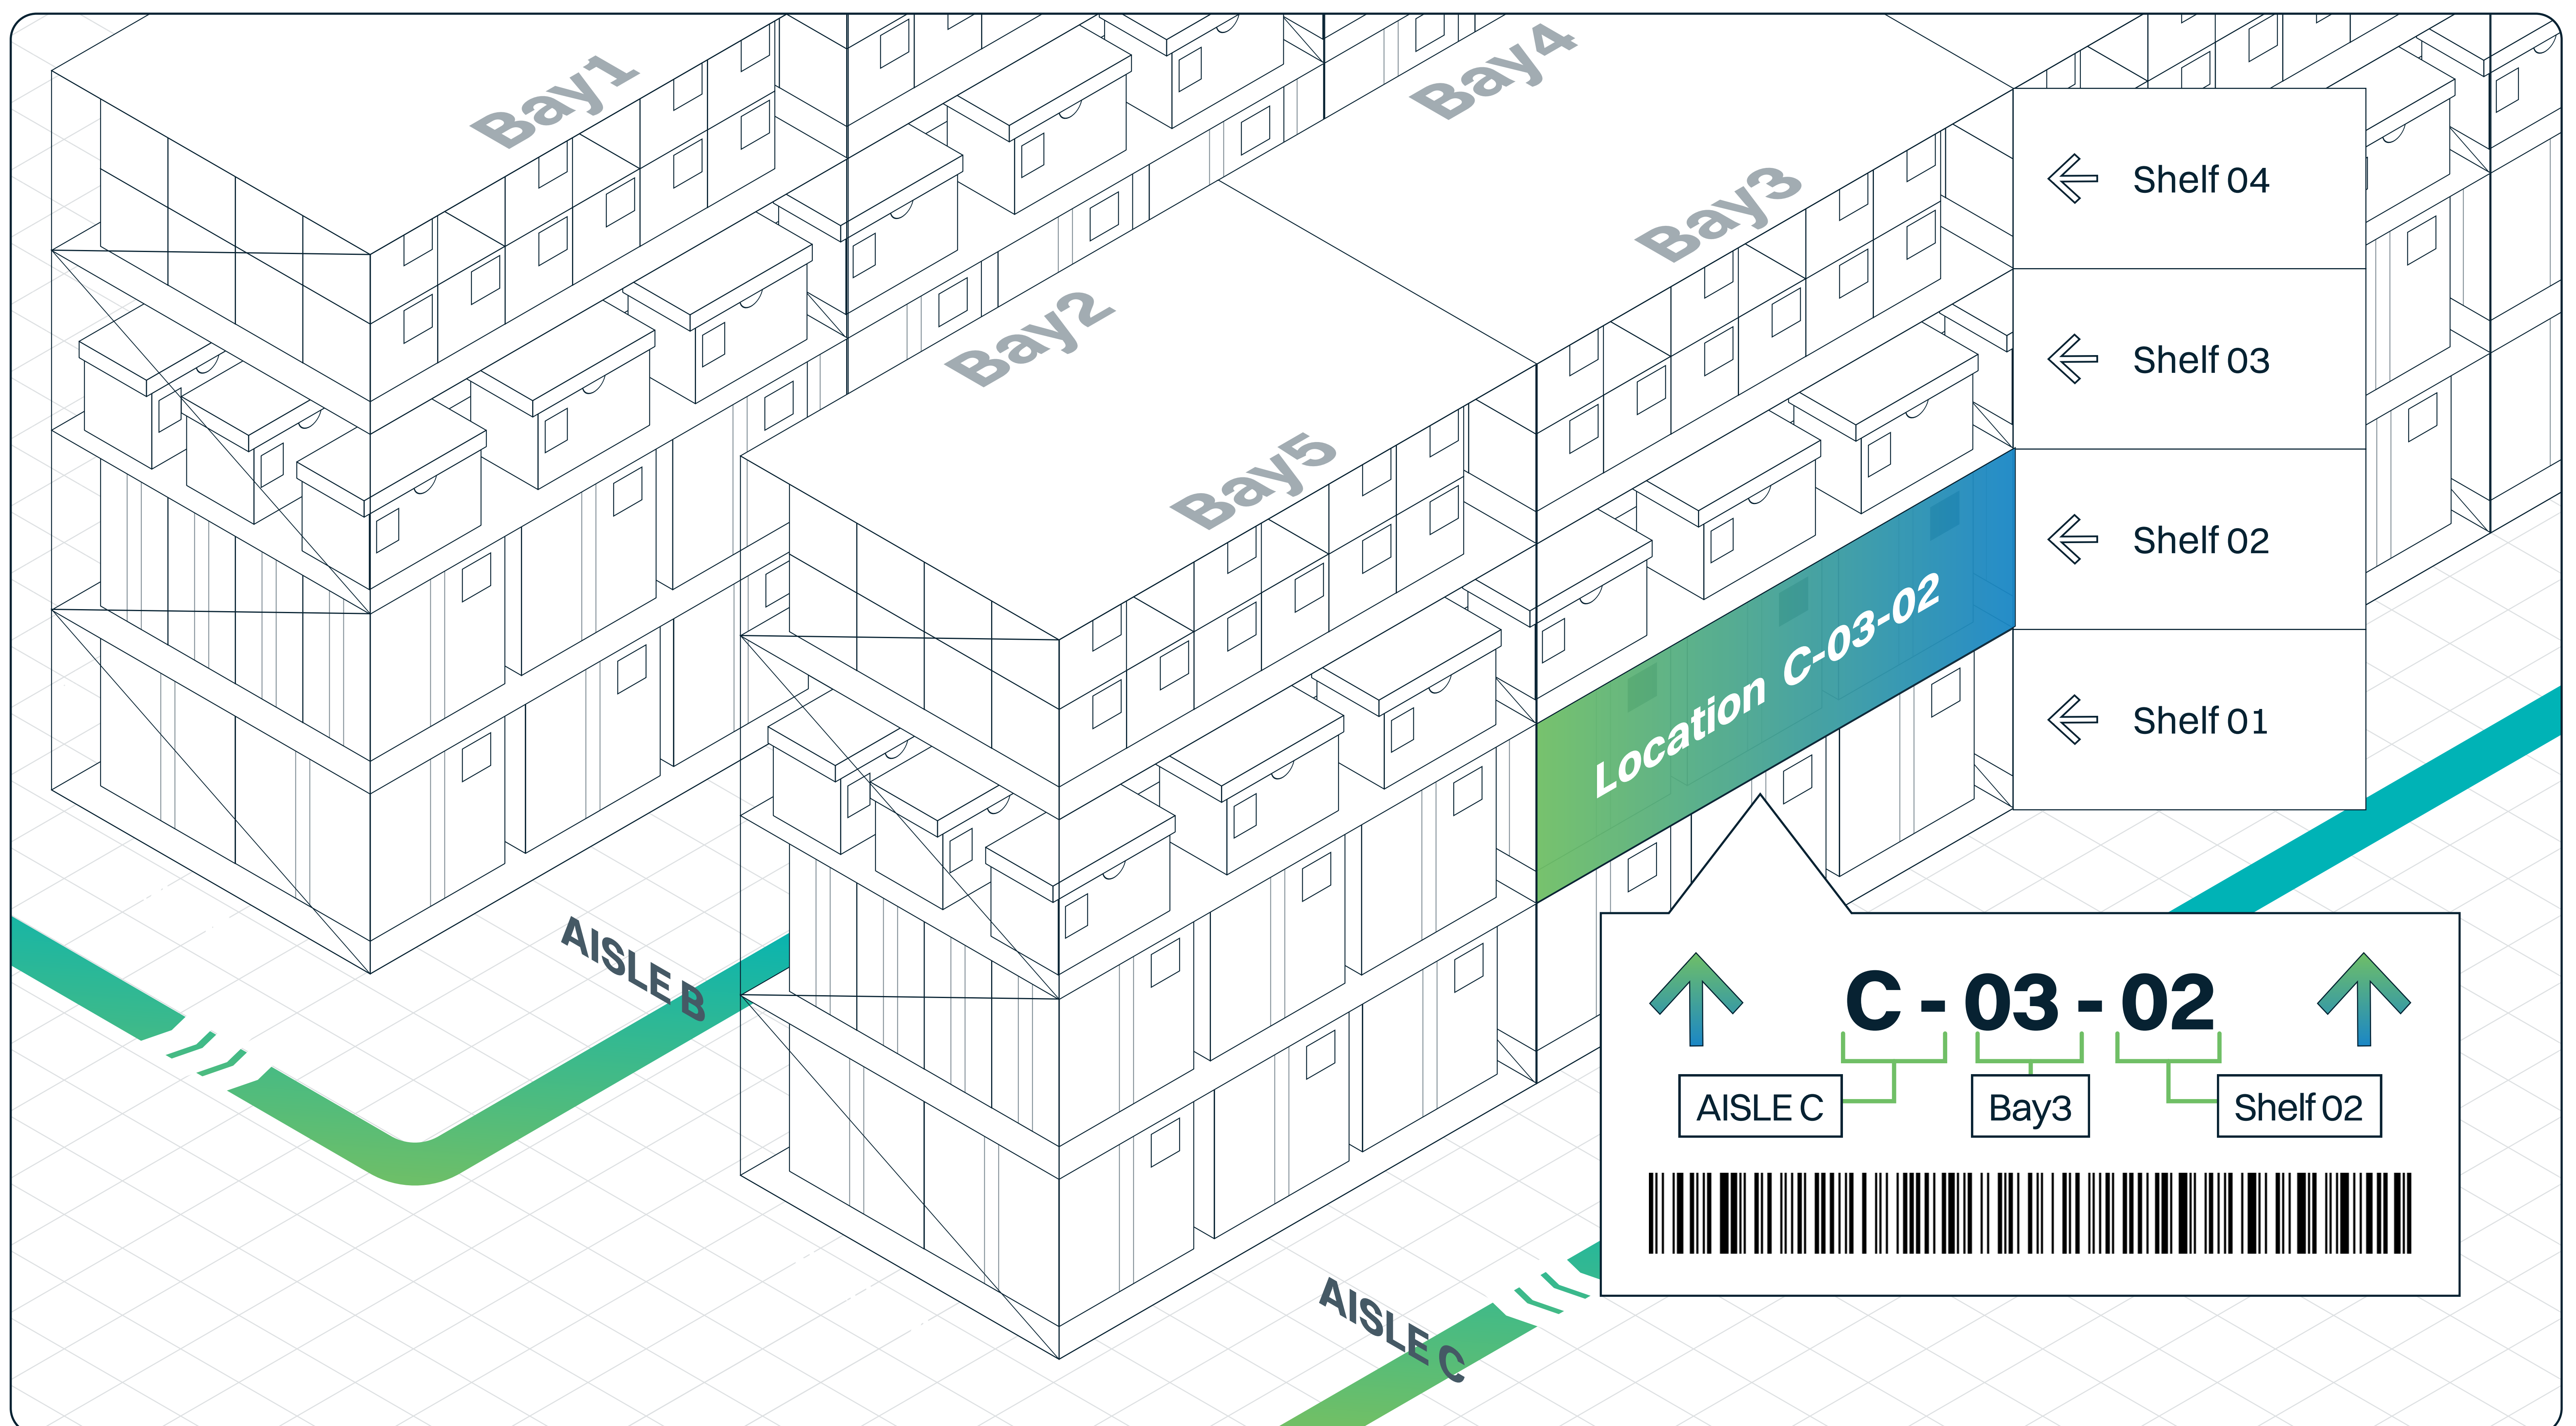 Bay1
Bay4
Bay3
Bay2
Bay5
Shelf 04
Shelf 03
Shelf 02
Shelf 01
Location C-03-02
AISLE B
AISLE C
C - 03 - 02
AISLE C
Bay3
Shelf 02